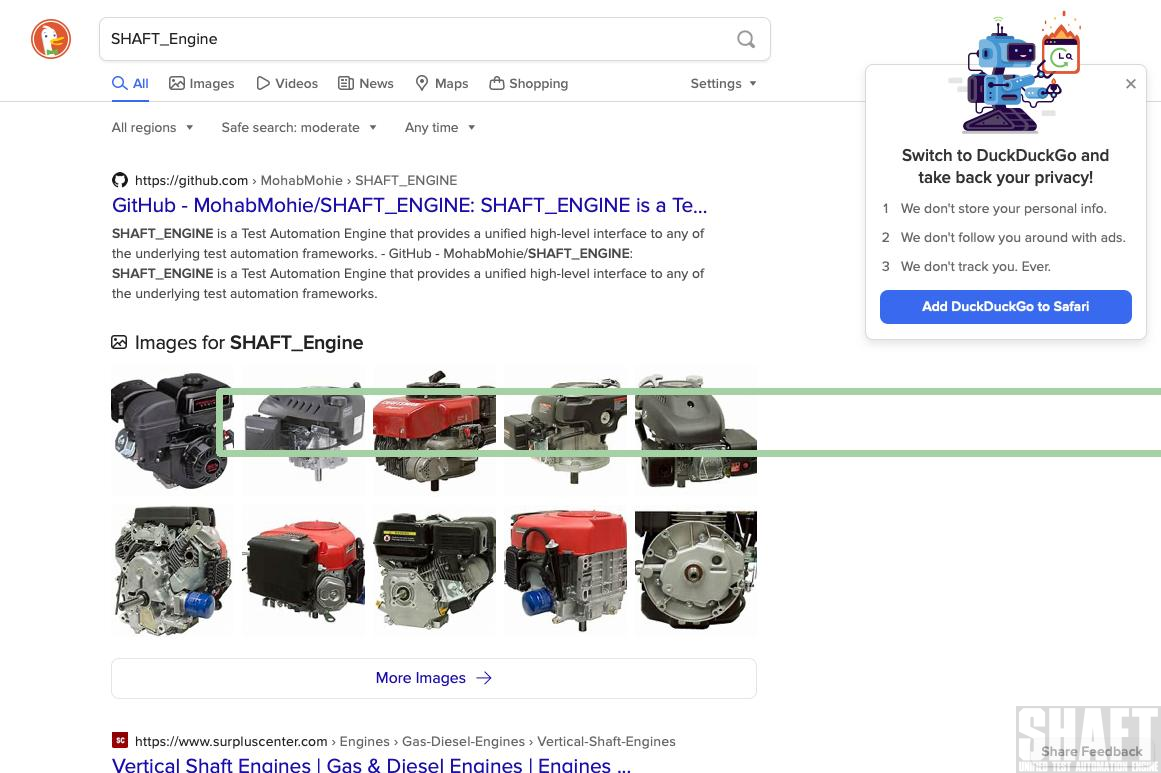 SHAFT_Engine
All Images Videos News Maps Shopping Settings
All regions Safe search: moderate Any time
https://github.com › MohabMohie › SHAFT_ENGINE
GitHub - MohabMohie/SHAFT_ENGINE: SHAFT_ENGINE is a Te...
SHAFT_ENGINE is a Test Automation Engine that provides a unified high-level interface to any of
the underlying test automation frameworks. - GitHub - MohabMohie/SHAFT_ENGINE:
SHAFT_ENGINE is a Test Automation Engine that provides a unified high-level interface to any of
the underlying test automation frameworks.
Images for SHAFT_Engine
More Images
sc https://www.surpluscenter.com › Engines › Gas-Diesel-Engines › Vertical-Shaft-Engines
Vertical Shaft Engines | Gas & Diesel Engines | Engines ...
Switch to DuckDuckGo and
take back your privacy!
1 We don't store your personal info.
2 We don't follow you around with ads.
3 We don't track you. Ever.
Add DuckDuckGo to Safari
SHAFT
Share Feedback
UNIFIED TEST AUTOMATION ENGINE